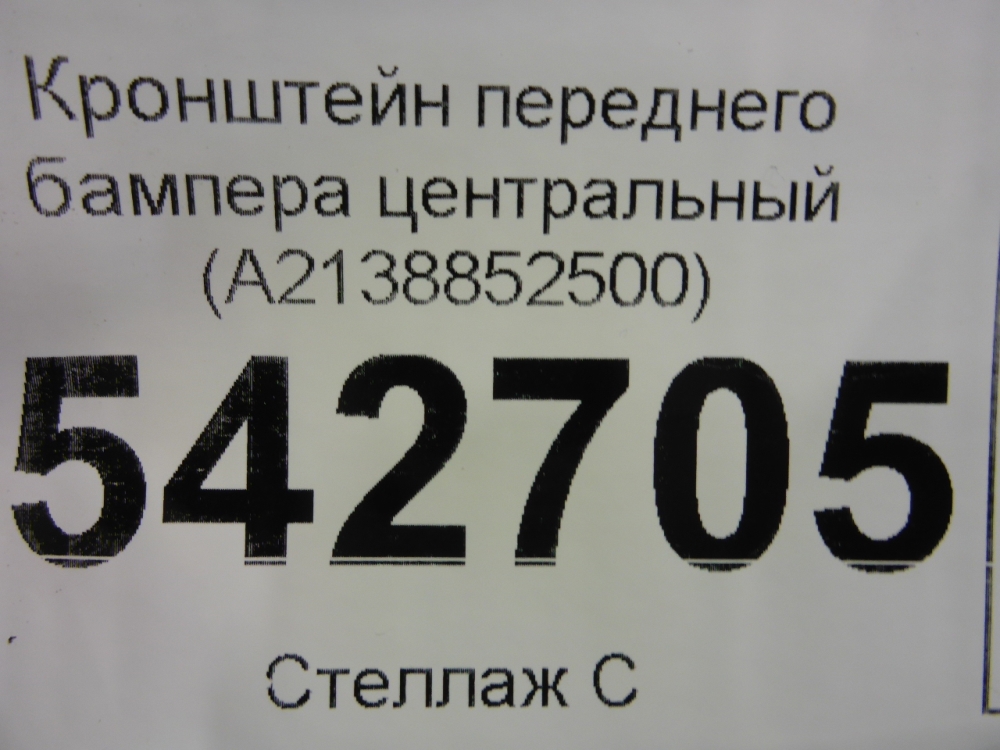 Кронштейн переднего
бампера центральный
(A2138852500)
542705
Стеллаж С